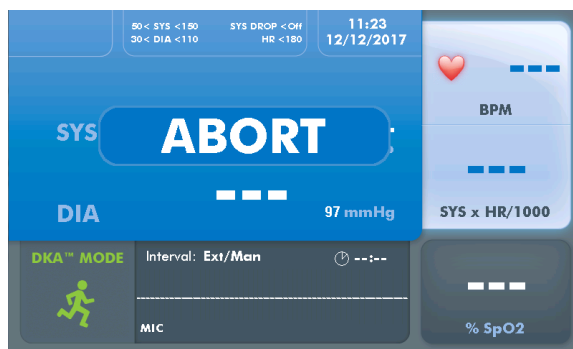 50< SYS <150 SYS DROP <Off
30< DIA <110 HR <180
11:23
12/12/2017
--- BPM
SYS
ABORT
---
DIA
97 mmHg
---
SYS x HR/1000
DKA™ MODE
Interval: Ext/Man --:--
MIC
---
% SpO2